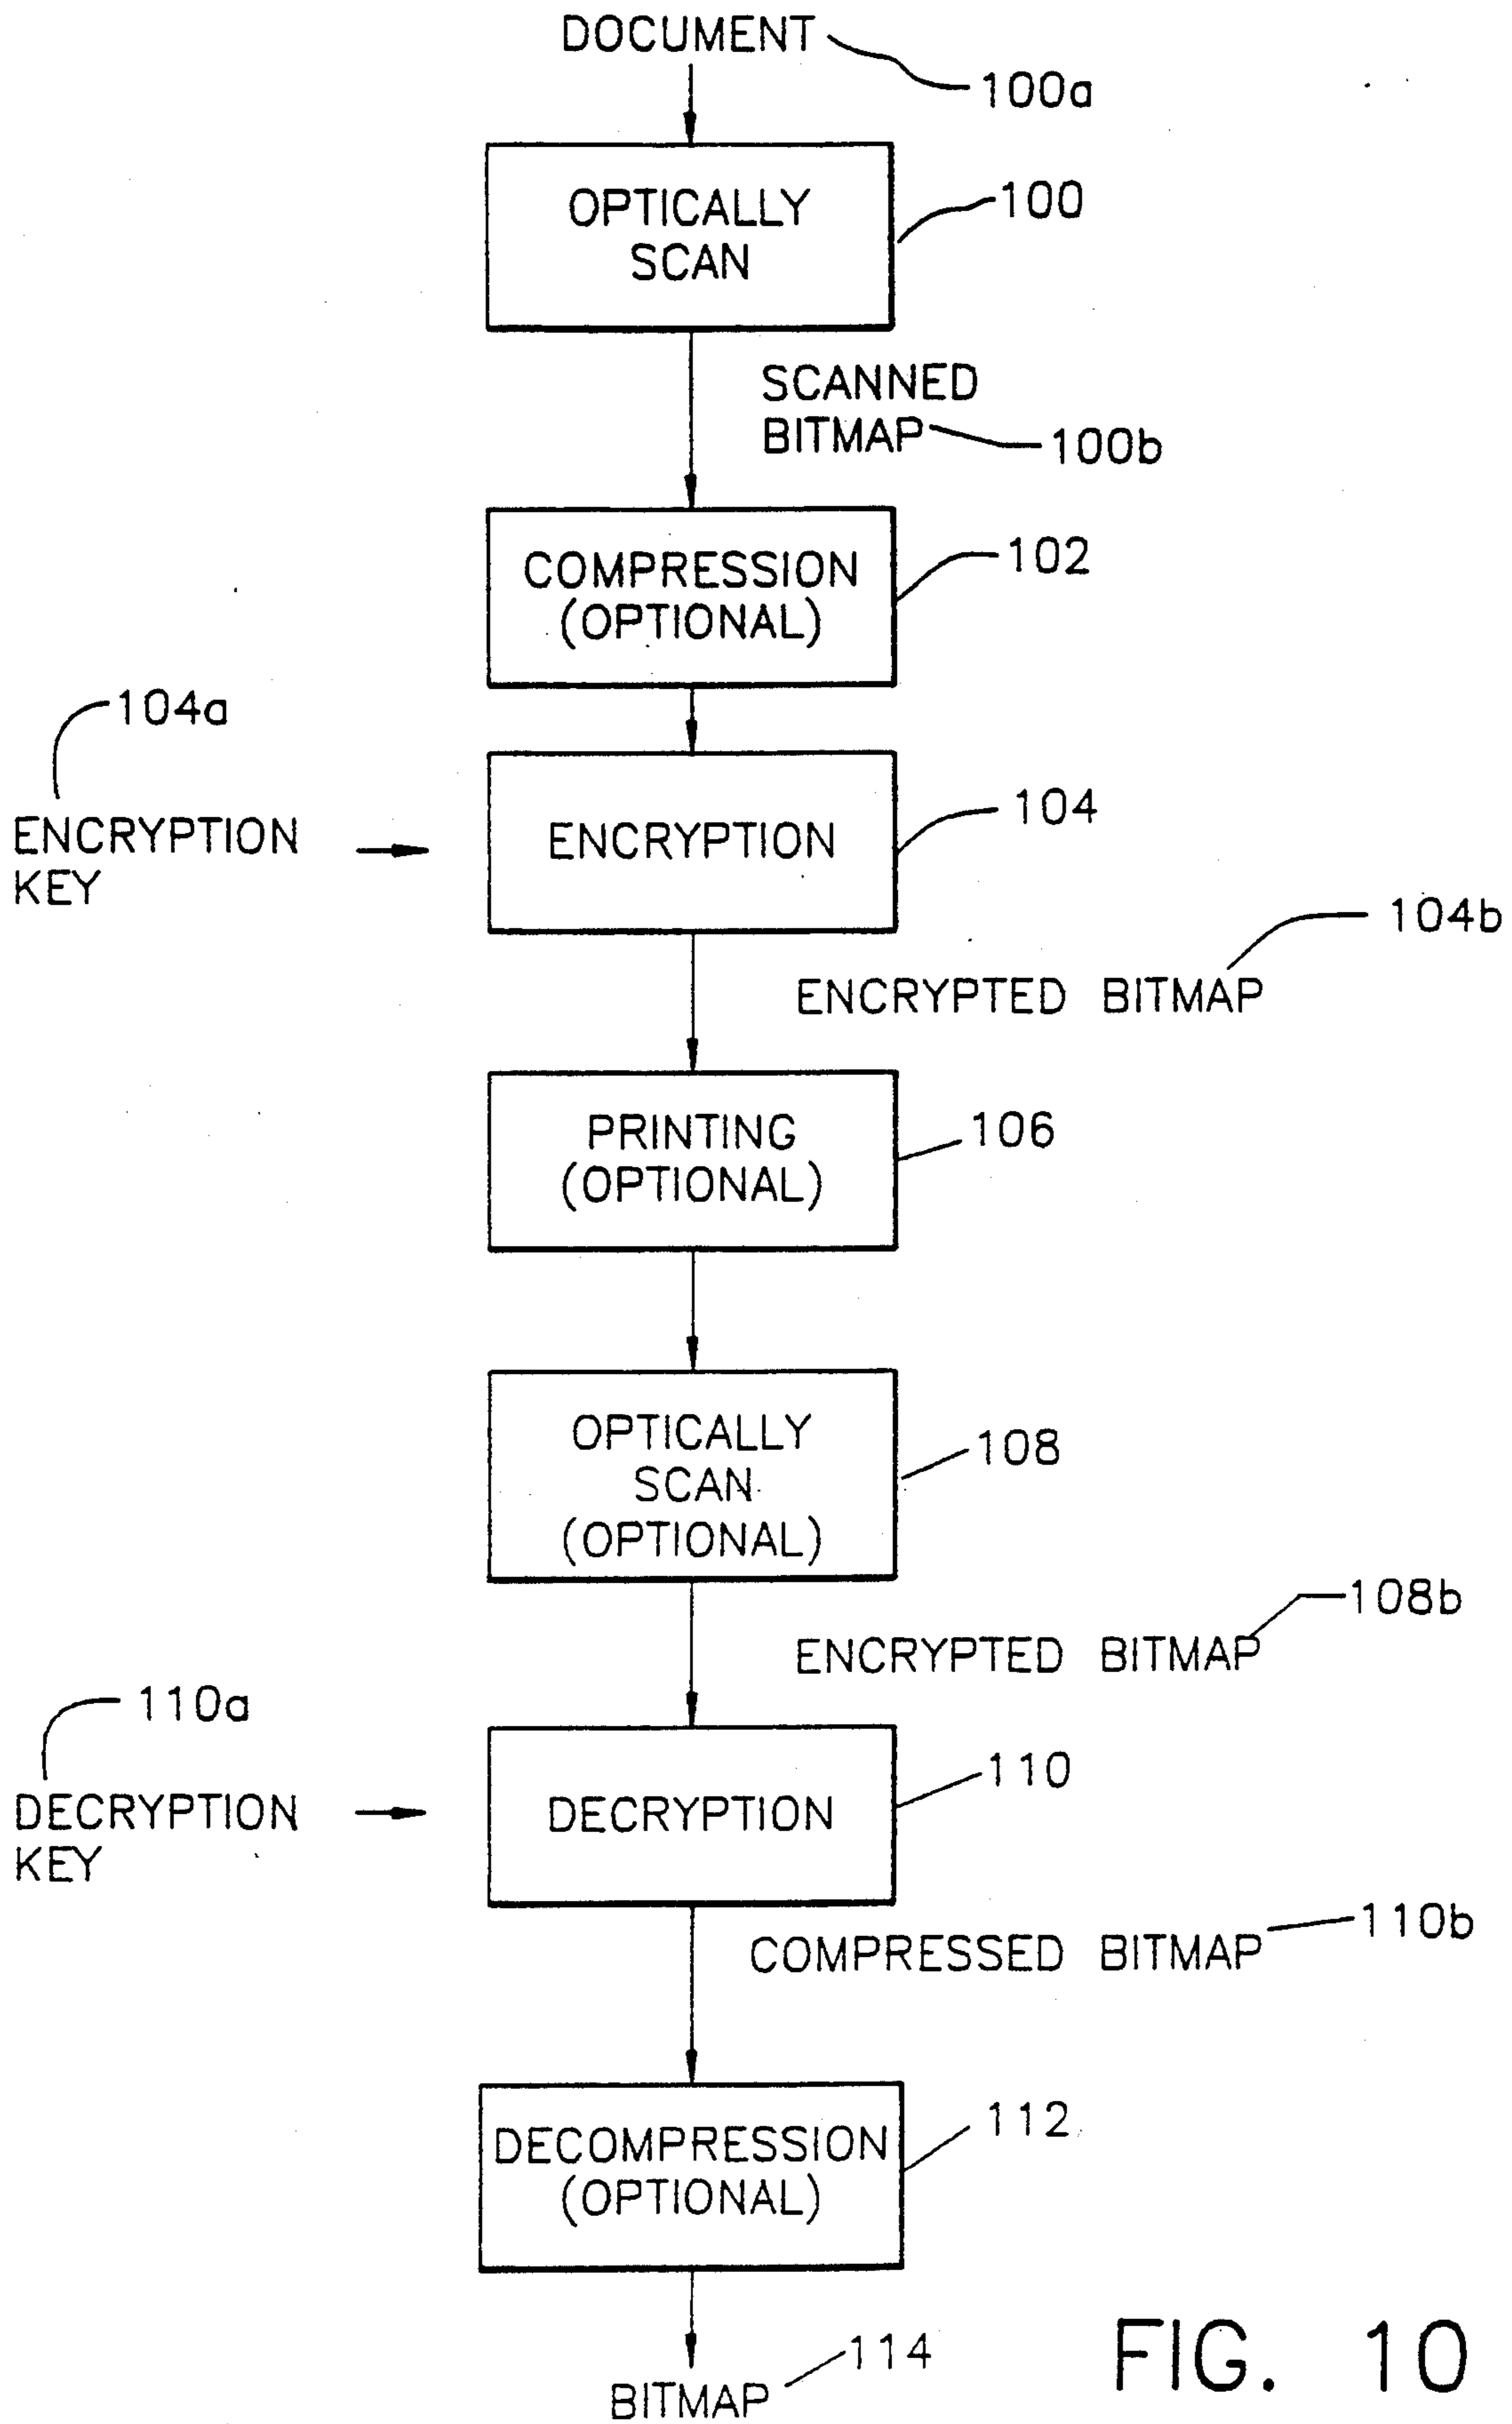 DOCUMENT
100a
OPTICALLY
SCAN
100
SCANNED
BITMAP
100b
COMPRESSION
(OPTIONAL)
102
104a
ENCRYPTION
KEY
ENCRYPTION
104
104b
ENCRYPTED BITMAP
PRINTING
(OPTIONAL)
106
OPTICALLY
SCAN
(OPTIONAL)
108
108b
ENCRYPTED BITMAP
110a
DECRYPTION
KEY
DECRYPTION
110
COMPRESSED BITMAP
110b
DECOMPRESSION
(OPTIONAL)
112
BITMAP
114
FIG. 10